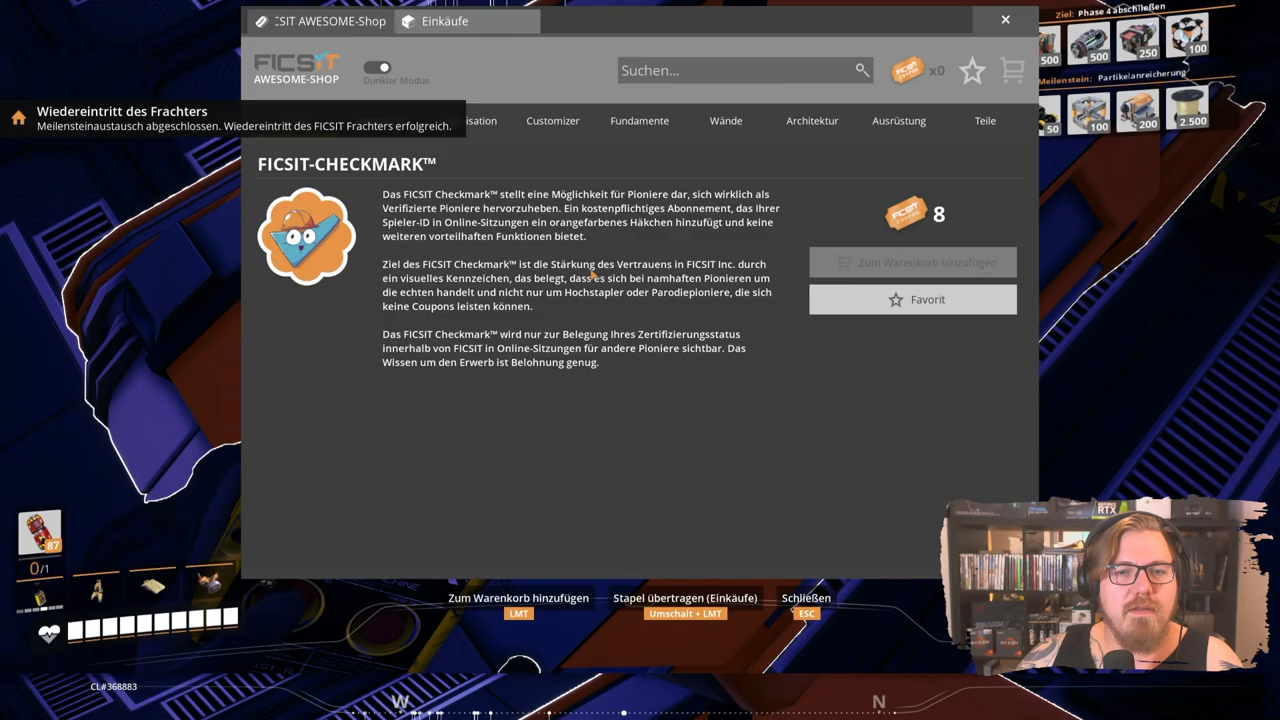 Ziel: Phase 4 abschließen
500
500
250
100
Meilenstein: Partikelanreicherung
50
100
200
2.500
:SIT AWESOME-Shop
Einkäufe
FICSIT
AWESOME-SHOP
Dunkler Modus
Suchen...
x0
Wiedereintritt des Frachters
Meilensteinaustausch abgeschlossen. Wiedereintritt des FICSIT Frachters erfolgreich.
isation
Customizer
Fundamente
Wände
Architektur
Ausrüstung
Teile
FICSIT-CHECKMARK™
Das FICSIT Checkmark™ stellt eine Möglichkeit für Pioniere dar, sich wirklich als
Verifizierte Pioniere hervorzuheben. Ein kostenpflichtiges Abonnement, das Ihrer
Spieler-ID in Online-Sitzungen ein orangefarbenes Häkchen hinzufügt und keine
weiteren vorteilhaften Funktionen bietet.
Ziel des FICSIT Checkmark™ ist die Stärkung des Vertrauens in FICSIT Inc. durch
ein visuelles Kennzeichen, das belegt, dass es sich bei namhaften Pionieren um
die echten handelt und nicht nur um Hochstapler oder Parodiepioniere, die sich
keine Coupons leisten können.
Das FICSIT Checkmark™ wird nur zur Belegung Ihres Zertifizierungsstatus
innerhalb von FICSIT in Online-Sitzungen für andere Pioniere sichtbar. Das
Wissen um den Erwerb ist Belohnung genug.
8
Zum Warenkorb hinzufügen
Favorit
87
0/1
Zum Warenkorb hinzufügen
LMT
Stapel übertragen (Einkäufe)
Umschalt + LMT
Schließen
ESC
RTX
CL#368883
W
N